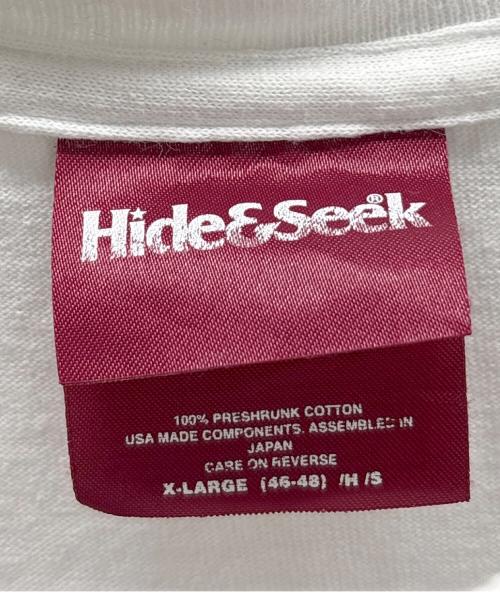 Hide&Seek®
100% PRESHRUNK COTTON
USA MADE COMPONENTS. ASSEMBLED IN
JAPAN
CARE ON REVERSE
X-LARGE (46-48) /H /S